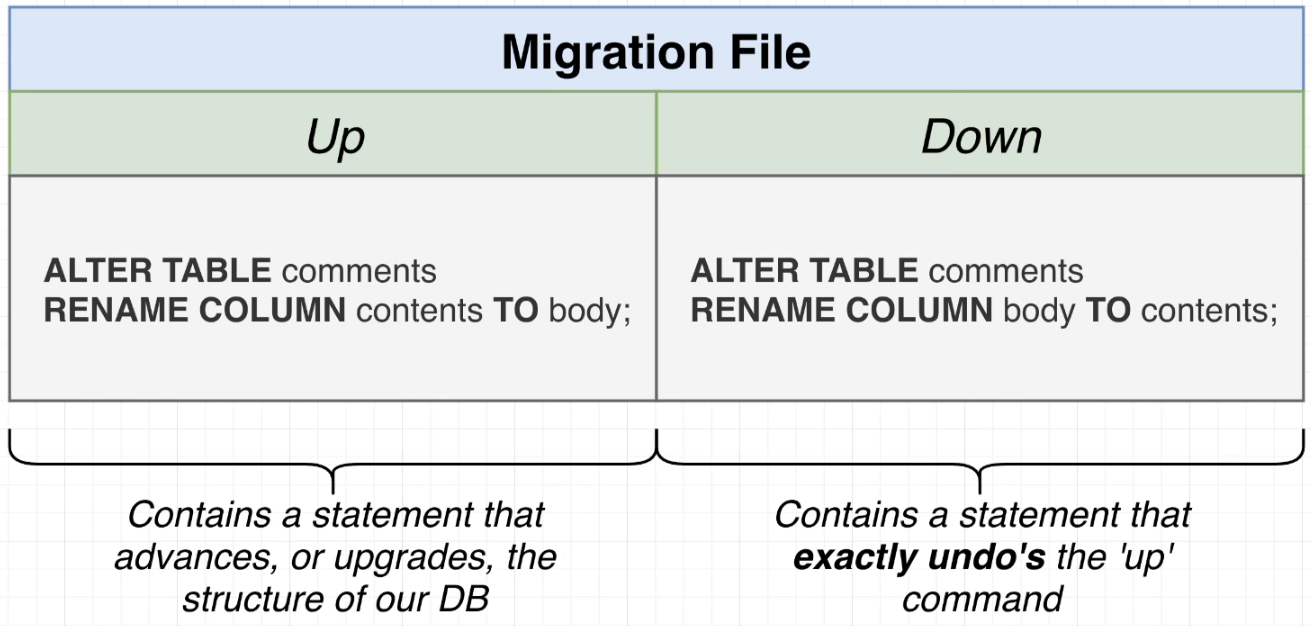 Migration File
Up
Down
ALTER TABLE comments
RENAME COLUMN contents TO body;
ALTER TABLE comments
RENAME COLUMN body TO contents;
Contains a statement that
advances, or upgrades, the
structure of our DB
Contains a statement that
exactly undo's the 'up'
command